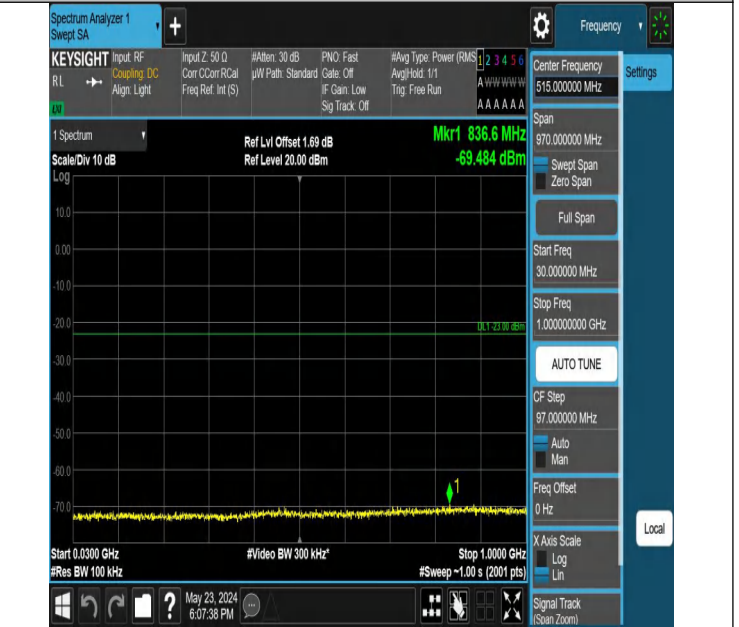 Spectrum Analyzer 1
Swept SA
+
Frequency
KEYSIGHT Input: RF Input Z: 50 Ω #Atten: 30 dB PNO: Fast #Avg Type: Power (RMS 1 2 3 4 5 6
RL Coupling: DC Corr CCorr RCal µW Path: Standard Gate: Off Avg|Hold: 1/1 A W W W W W
Align: Light Freq Ref: Int (S) IF Gain: Low Trig: Free Run
Sig Track: Off A A A A A A
1 Spectrum
Ref Lvl Offset 1.69 dB
Mkr1 836.6 MHz
Scale/Div 10 dB Ref Level 20.00 dBm -69.484 dBm
Log
10.0
0.00
-10.0
-20.0
DL1 -23.00 dBm
-30.0
-40.0
-50.0
-60.0
1
-70.0
Start 0.0300 GHz #Video BW 300 kHz* Stop 1.0000 GHz
#Res BW 100 kHz #Sweep ~1.00 s (2001 pts)
May 23, 2024
6:07:38 PM
Center Frequency
515.000000 MHz
Settings
Span
970.000000 MHz
Swept Span
Zero Span
Full Span
Start Freq
30.000000 MHz
Stop Freq
1.000000000 GHz
AUTO TUNE
CF Step
97.000000 MHz
Auto
Man
Freq Offset
0 Hz
Local
X Axis Scale
Log
Lin
Signal Track
(Span Zoom)